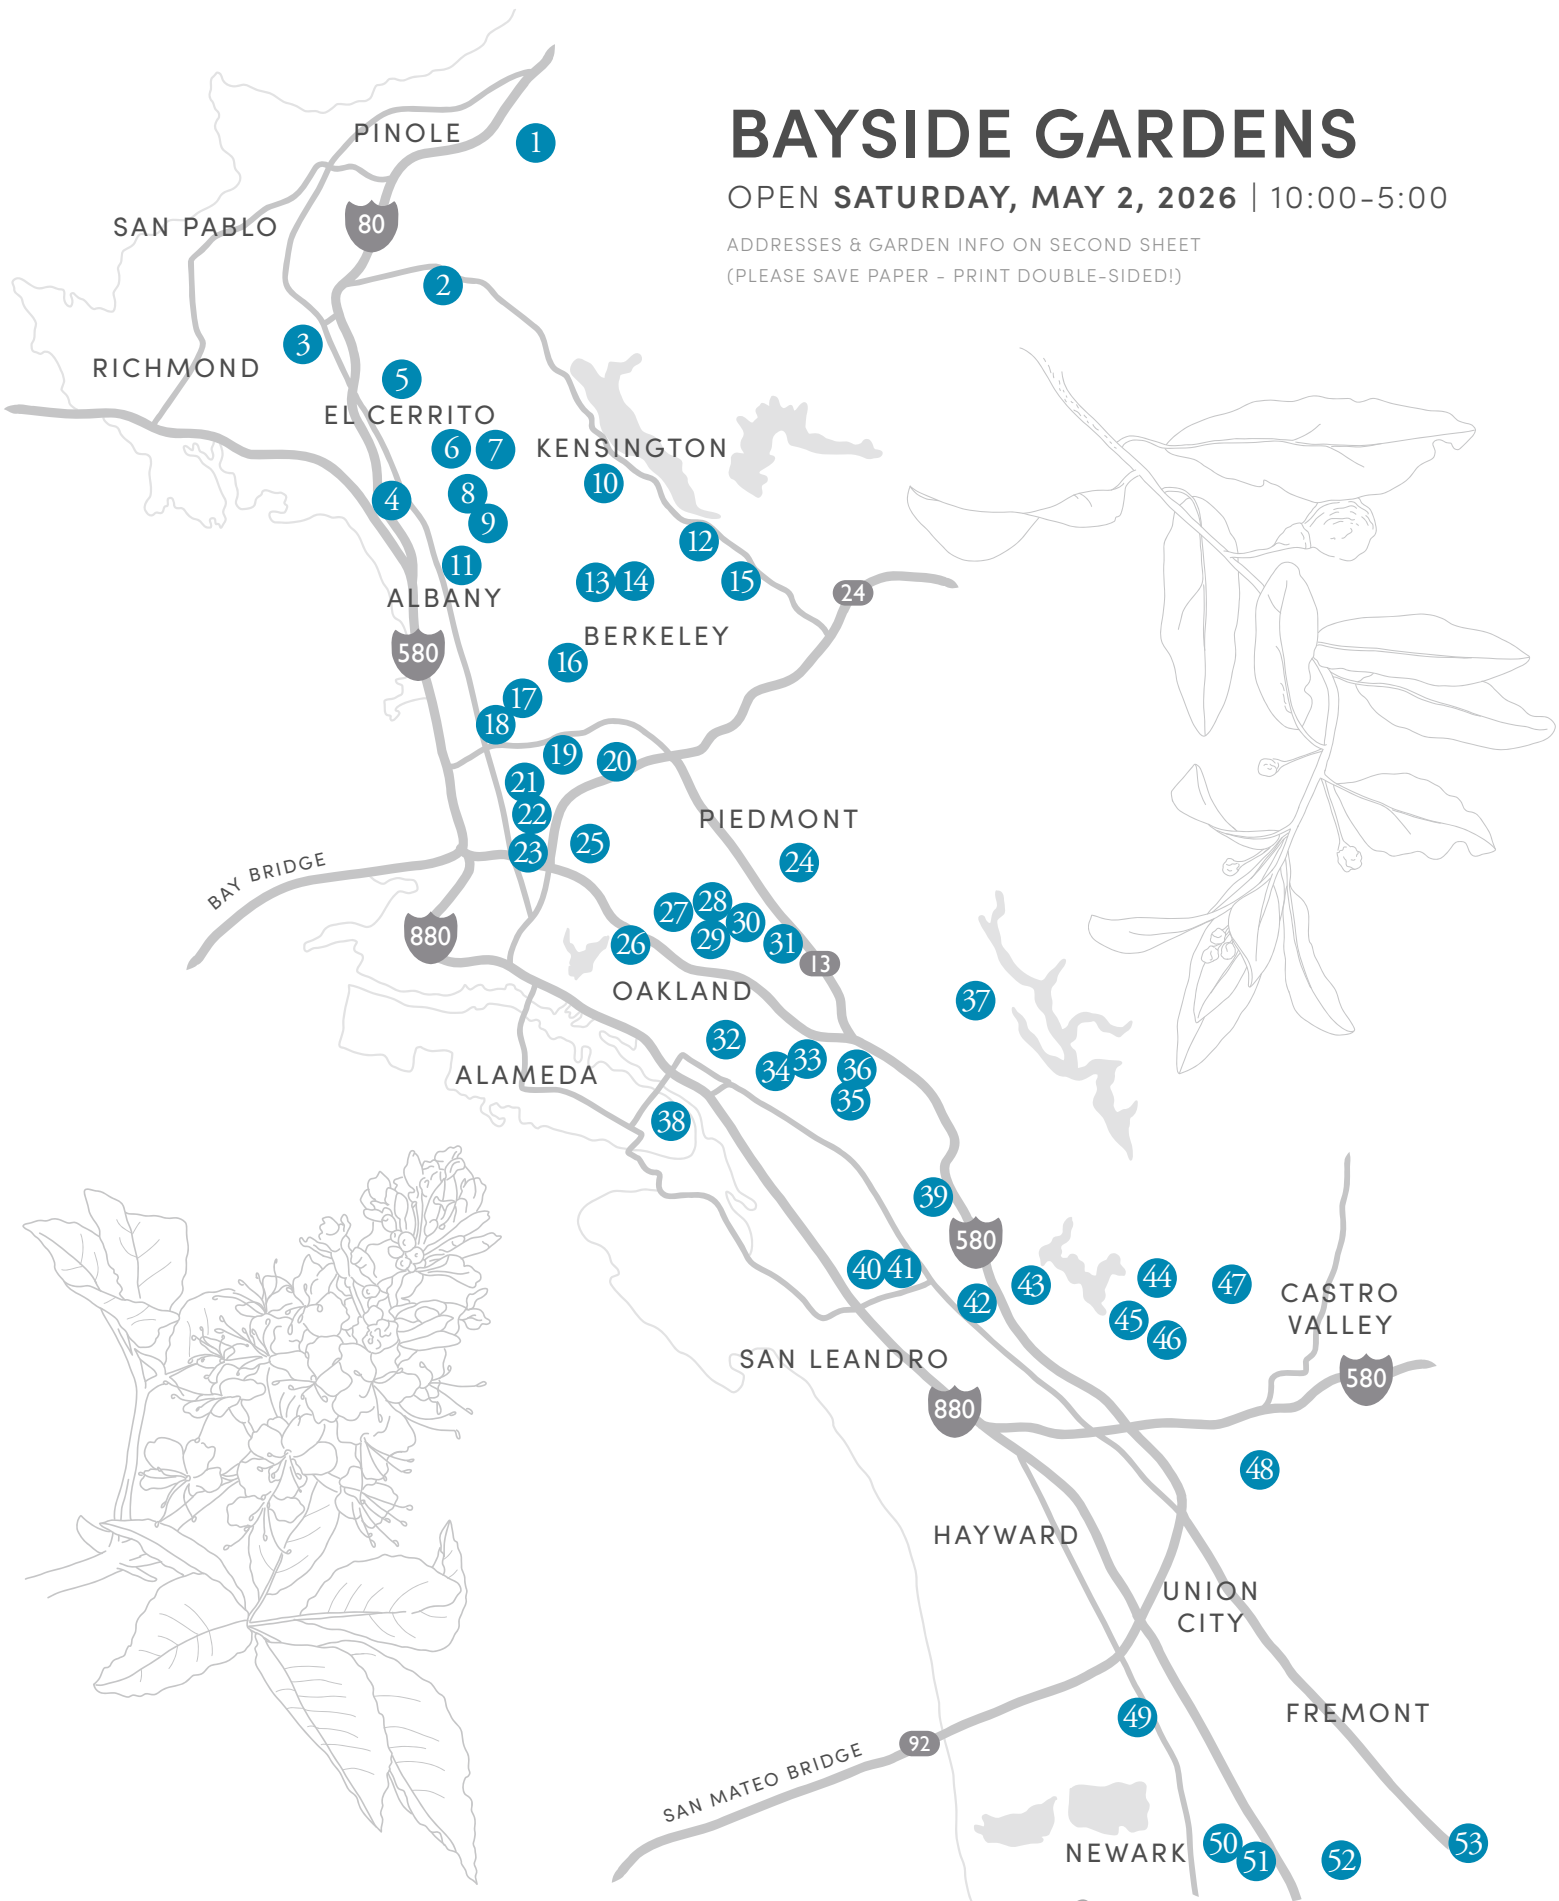 BAYSIDE GARDENS
OPEN SATURDAY, MAY 2, 2026 | 10:00-5:00
ADDRESSES & GARDEN INFO ON SECOND SHEET
(PLEASE SAVE PAPER - PRINT DOUBLE-SIDED!)
PINOLE
1
SAN PABLO
80
2
3
RICHMOND
5
EL CERRITO
6
7
KENSINGTON
10
8
4
9
12
11
13
14
15
24
ALBANY
BERKELEY
580
16
17
18
19
20
21
22
PIEDMONT
23
25
24
BAY BRIDGE
28
27
30
29
26
31
880
13
OAKLAND
37
32
33
34
36
ALAMEDA
35
38
39
580
40
41
43
44
47
42
CASTRO
VALLEY
45
46
SAN LEANDRO
580
880
48
HAYWARD
UNION
CITY
49
FREMONT
92
SAN MATEO BRIDGE
NEWARK
50
51
52
53